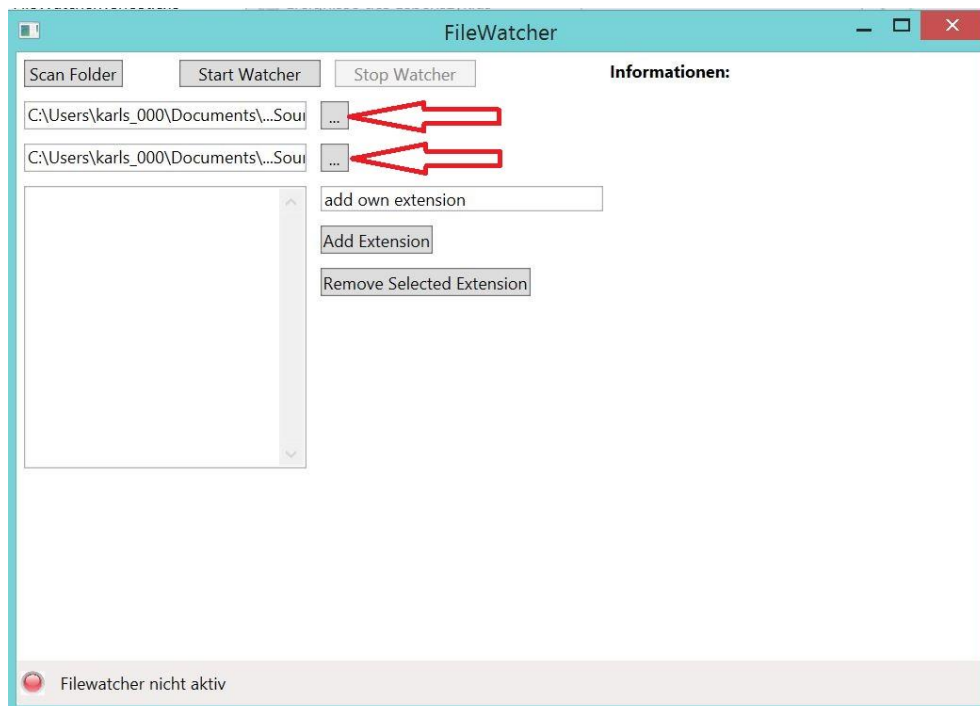 FileWatcher
Scan Folder Start Watcher Stop Watcher Informationen:
C:\Users\karls_000\Documents\...Sour ...
C:\Users\karls_000\Documents\...Sour ...
add own extension
Add Extension
Remove Selected Extension
Filewatcher nicht aktiv